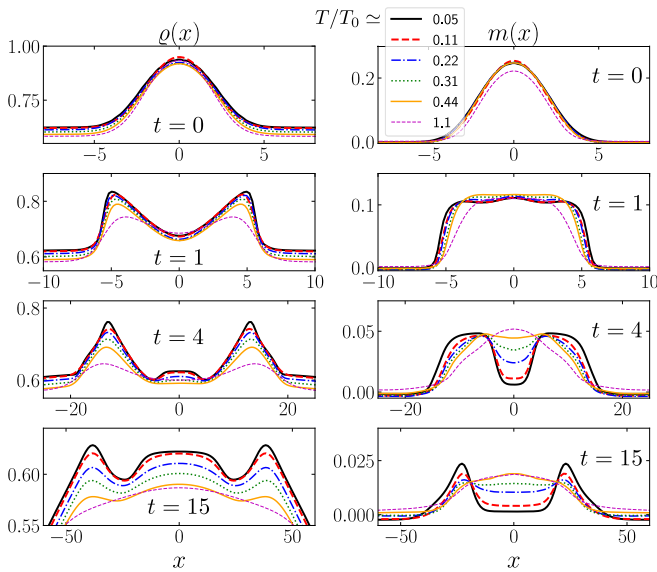 T/T₀ ≃
ϱ(x)
m(x)
0.05
0.11
0.22
0.31
0.44
1.1
1.00
0.75
t = 0
−5 0 5
0.2
0.0
t = 0
−5 0 5
0.8
0.6
t = 1
−10 −5 0 5 10
0.1
0.0
t = 1
−10 −5 0 5 10
0.8
0.6
t = 4
−20 0 20
0.05
0.00
t = 4
−20 0 20
0.60
0.55
t = 15
−50 0 50
x
0.025
0.000
t = 15
−50 0 50
x